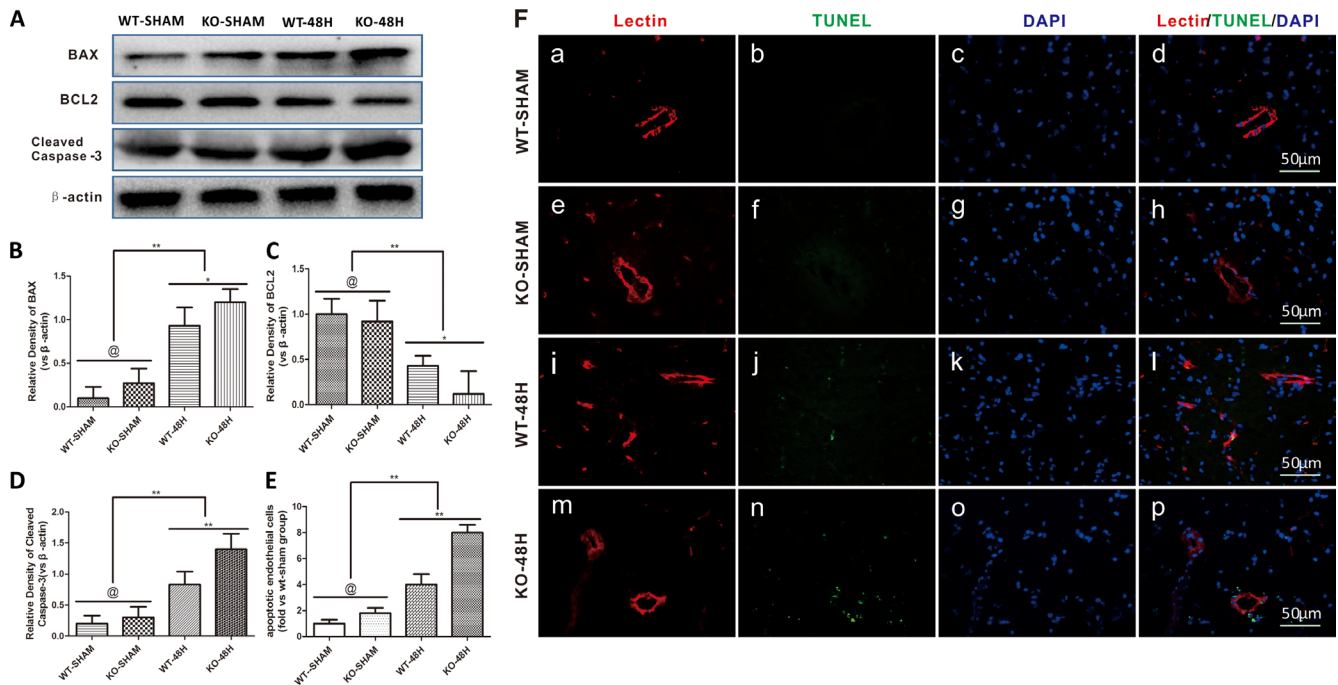 A
WT-SHAM KO-SHAM WT-48H KO-48H
BAX
BCL2
Cleaved
Caspase -3
β-actin
B
Relative Density of BAX
(vs β-actin)
1.5
1.0
0.5
0.0
@
**
*
WT-SHAM
KO-SHAM
WT-48H
KO-48H
C
Relative Density of BCL2
(vs β-actin)
1.5
1.0
0.5
0.0
@
**
*
WT-SHAM
KO-SHAM
WT-48H
KO-48H
D
Relative Density of Cleaved
Caspase-3(vs β-actin)
2.0
1.5
1.0
0.5
0.0
@
**
**
WT-SHAM
KO-SHAM
WT-48H
KO-48H
E
apoptotic endothelial cells
(fold vs wt-sham group)
10
8
6
4
2
0
@
**
**
WT-SHAM
KO-SHAM
WT-48H
KO-48H
F
Lectin TUNEL DAPI Lectin/TUNEL/DAPI
WT-SHAM
a b c d
50μm
KO-SHAM
e f g h
50μm
WT-48H
i j k l
50μm
KO-48H
m n o p
50μm